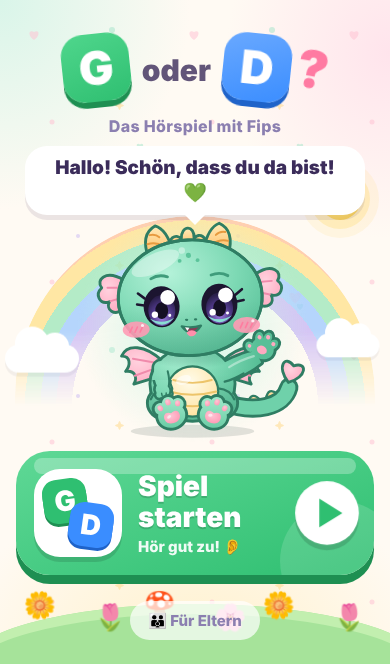 G oder D ?
Das Hörspiel mit Fips
Hallo! Schön, dass du da bist!
💚
G
D
Spiel
starten
Hör gut zu! 👂
👪 Für Eltern